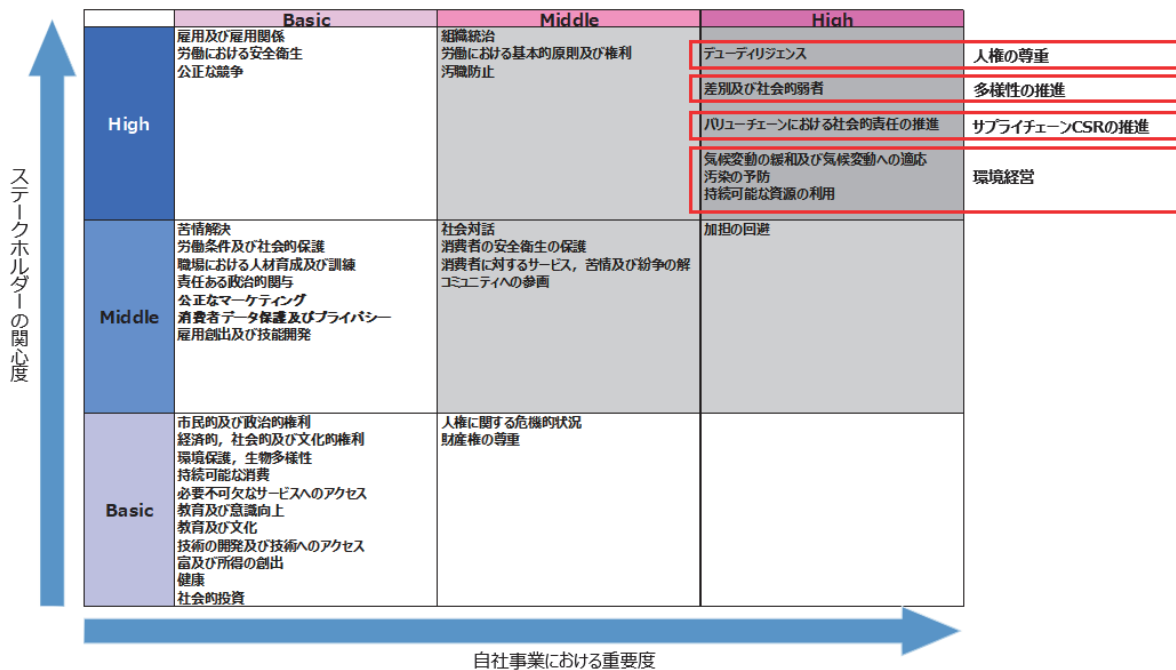 Basic
Middle
High
High
雇用及び雇用関係
労働における安全衛生
公正な競争
組織統治
労働における基本的原則及び権利
汚職防止
デューディリジェンス
人権の尊重
差別及び社会的弱者
多様性の推進
バリューチェーンにおける社会的責任の推進
サプライチェーンCSRの推進
気候変動の緩和及び気候変動への適応
汚染の予防
持続可能な資源の利用
環境経営
ステークホルダーの関心度
Middle
苦情解決
労働条件及び社会的保護
職場における人材育成及び訓練
責任ある政治的関与
公正なマーケティング
消費者データ保護及びプライバシー
雇用創出及び技能開発
社会対話
消費者の安全衛生の保護
消費者に対するサービス，苦情及び紛争の解
コミュニティへの参画
加担の回避
Basic
市民的及び政治的権利
経済的，社会的及び文化的権利
環境保護，生物多様性
持続可能な消費
必要不可欠なサービスへのアクセス
教育及び意識向上
教育及び文化
技術の開発及び技術へのアクセス
富及び所得の創出
健康
社会的投資
人権に関する危機的状況
財産権の尊重
自社事業における重要度